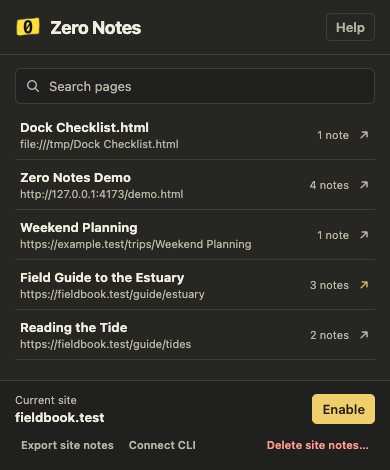 0 Zero Notes Help
Search pages
Dock Checklist.html
file:///tmp/Dock Checklist.html
1 note ↗
Zero Notes Demo
http://127.0.0.1:4173/demo.html
4 notes ↗
Weekend Planning
https://example.test/trips/Weekend Planning
1 note ↗
Field Guide to the Estuary
https://fieldbook.test/guide/estuary
3 notes ↗
Reading the Tide
https://fieldbook.test/guide/tides
2 notes ↗
Current site
fieldbook.test
Enable
Export site notes Connect CLI Delete site notes...